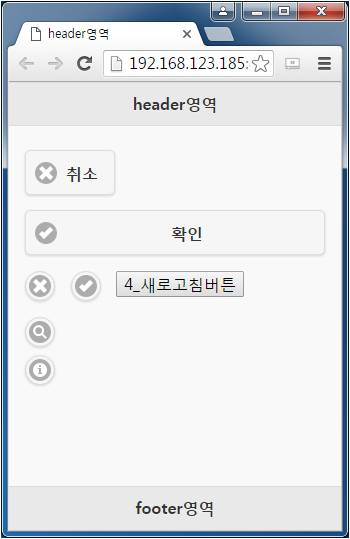 header영역
192.168.123.185:
header영역
취소
확인
4_새로고침버튼
footer영역